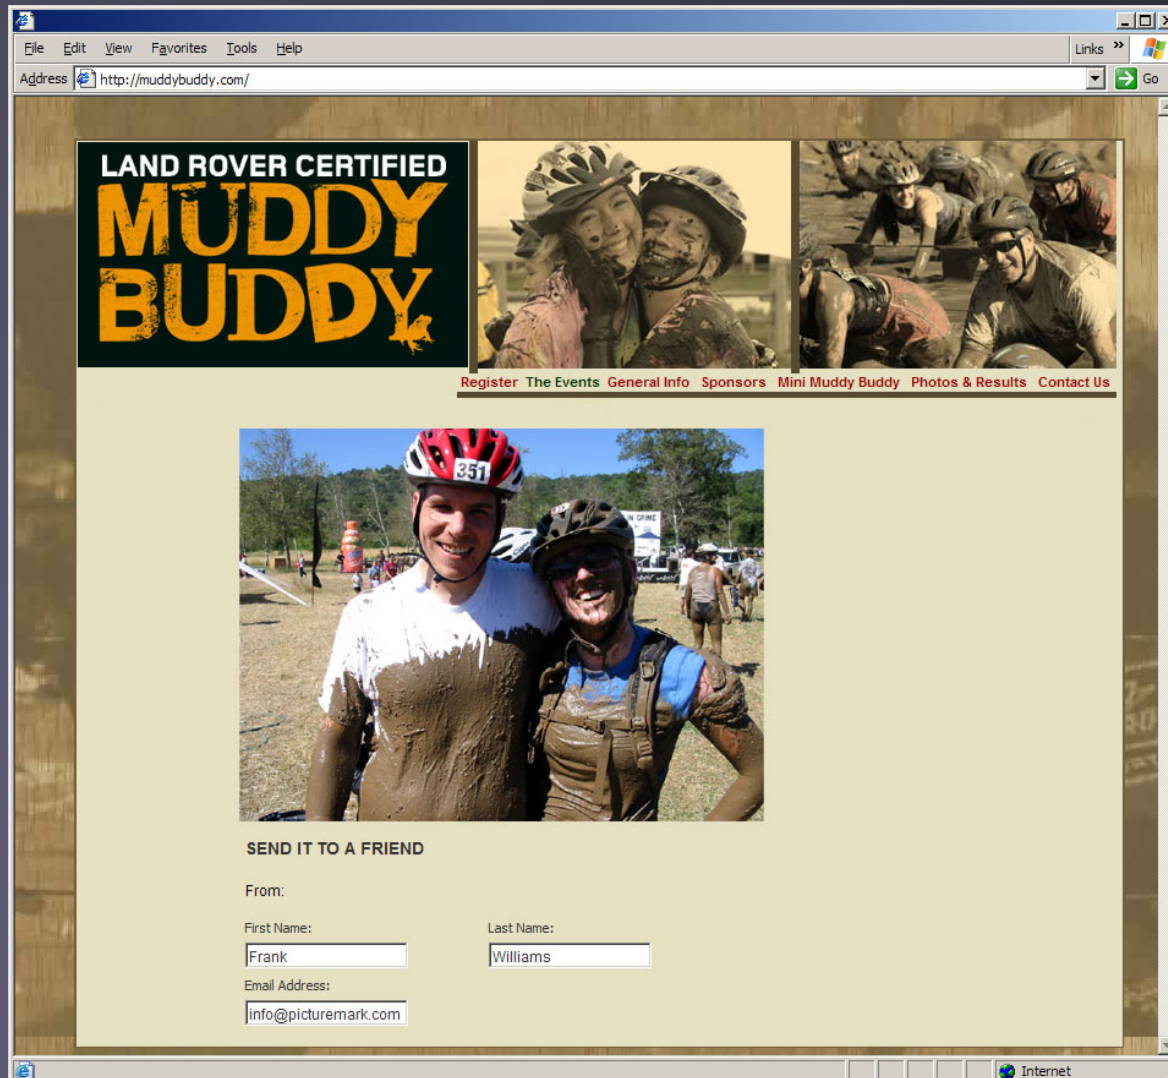 File Edit View Favorites Tools Help Links »
Address http://muddybuddy.com/ Go
LAND ROVER CERTIFIED
MUDDY
BUDDY
Register The Events General Info Sponsors Mini Muddy Buddy Photos & Results Contact Us
351
SEND IT TO A FRIEND
From:
First Name: Last Name:
Frank Williams
Email Address:
info@picturemark.com
Internet